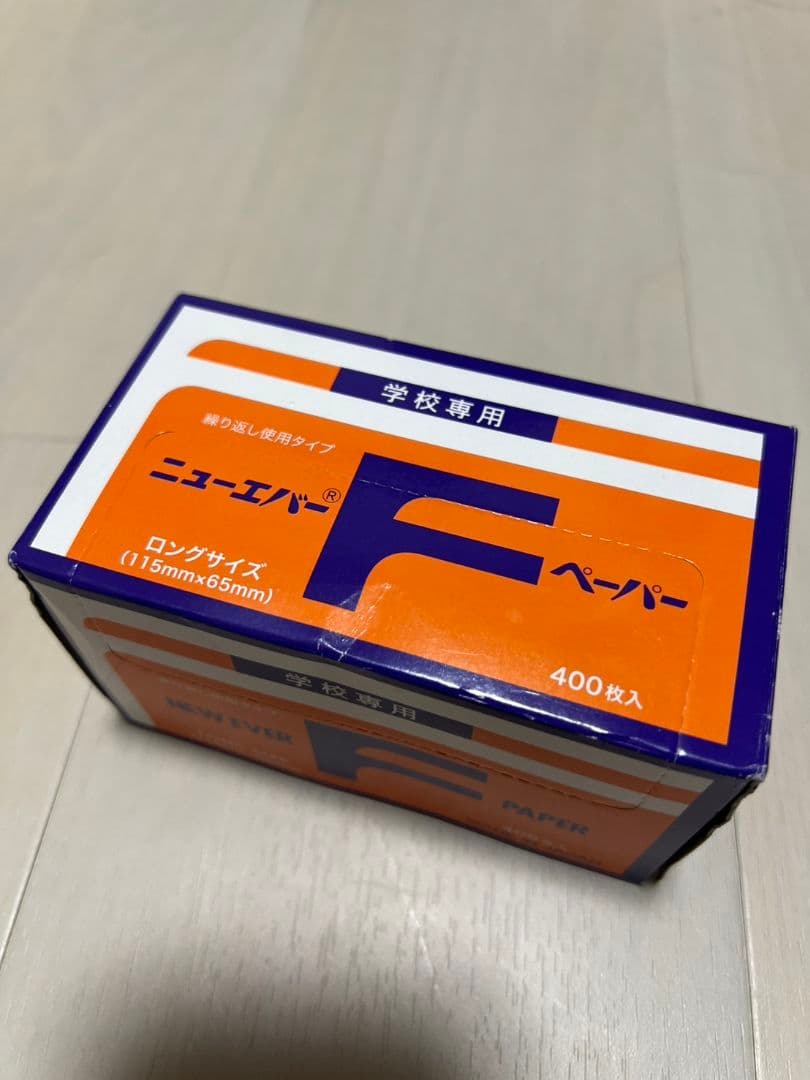 学校専用
繰り返し使用タイプ
ニューエバー®
F ペーパー
ロングサイズ
(115mm×65mm)
400枚入
学校専用
NEW EVER
F PAPER